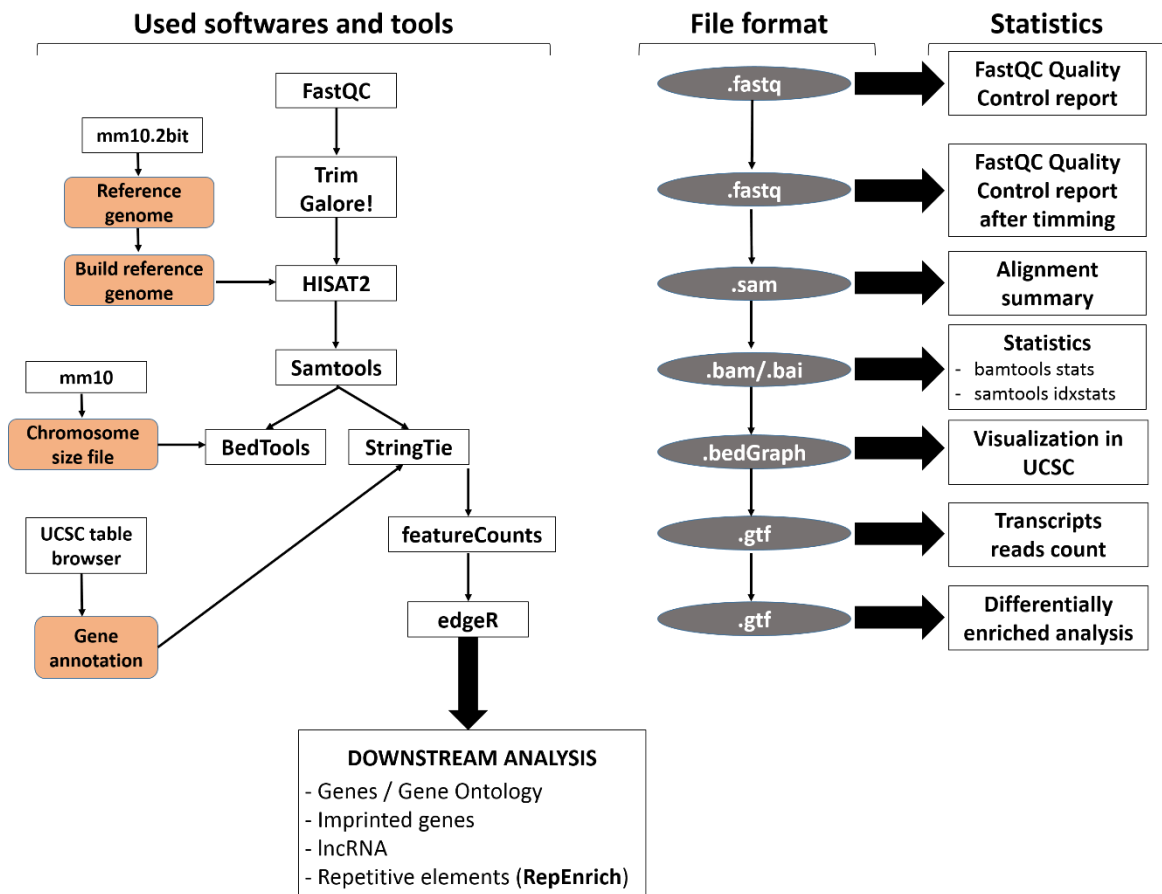 Used softwares and tools
FastQC
mm10.2bit
Trim
Galore!
Reference
genome
Build reference
genome
HISAT2
Samtools
mm10
Chromosome
size file
BedTools
StringTie
UCSC table
browser
featureCounts
Gene
annotation
edgeR
DOWNSTREAM ANALYSIS
- Genes / Gene Ontology
- Imprinted genes
- lncRNA
- Repetitive elements (RepEnrich)
File format
.fastq
.fastq
.sam
.bam/.bai
.bedGraph
.gtf
.gtf
Statistics
FastQC Quality
Control report
FastQC Quality
Control report
after timming
Alignment
summary
Statistics
- bamtools stats
- samtools idxstats
Visualization in
UCSC
Transcripts
reads count
Differentially
enriched analysis